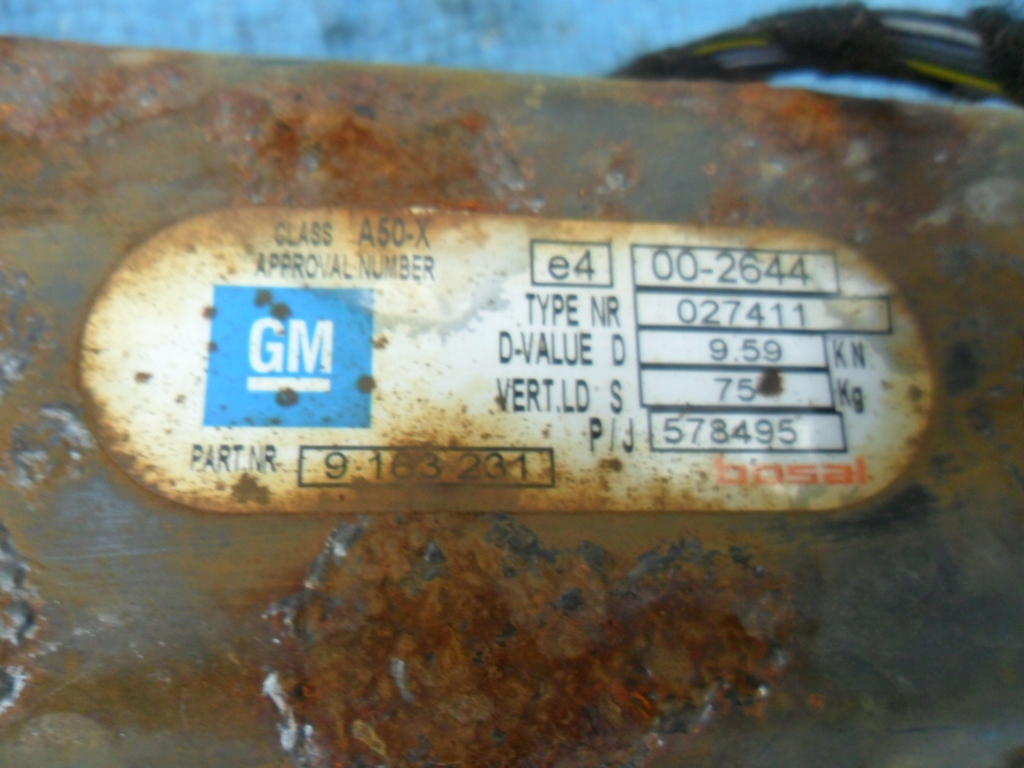 CLASS A50-X
APPROVAL NUMBER e4 00-2644
GM
TYPE NR 027411
D-VALUE D 9.59 KN
VERT.LD S 75 Kg
P/J 578495
PART.NR 9 163 231
bosal